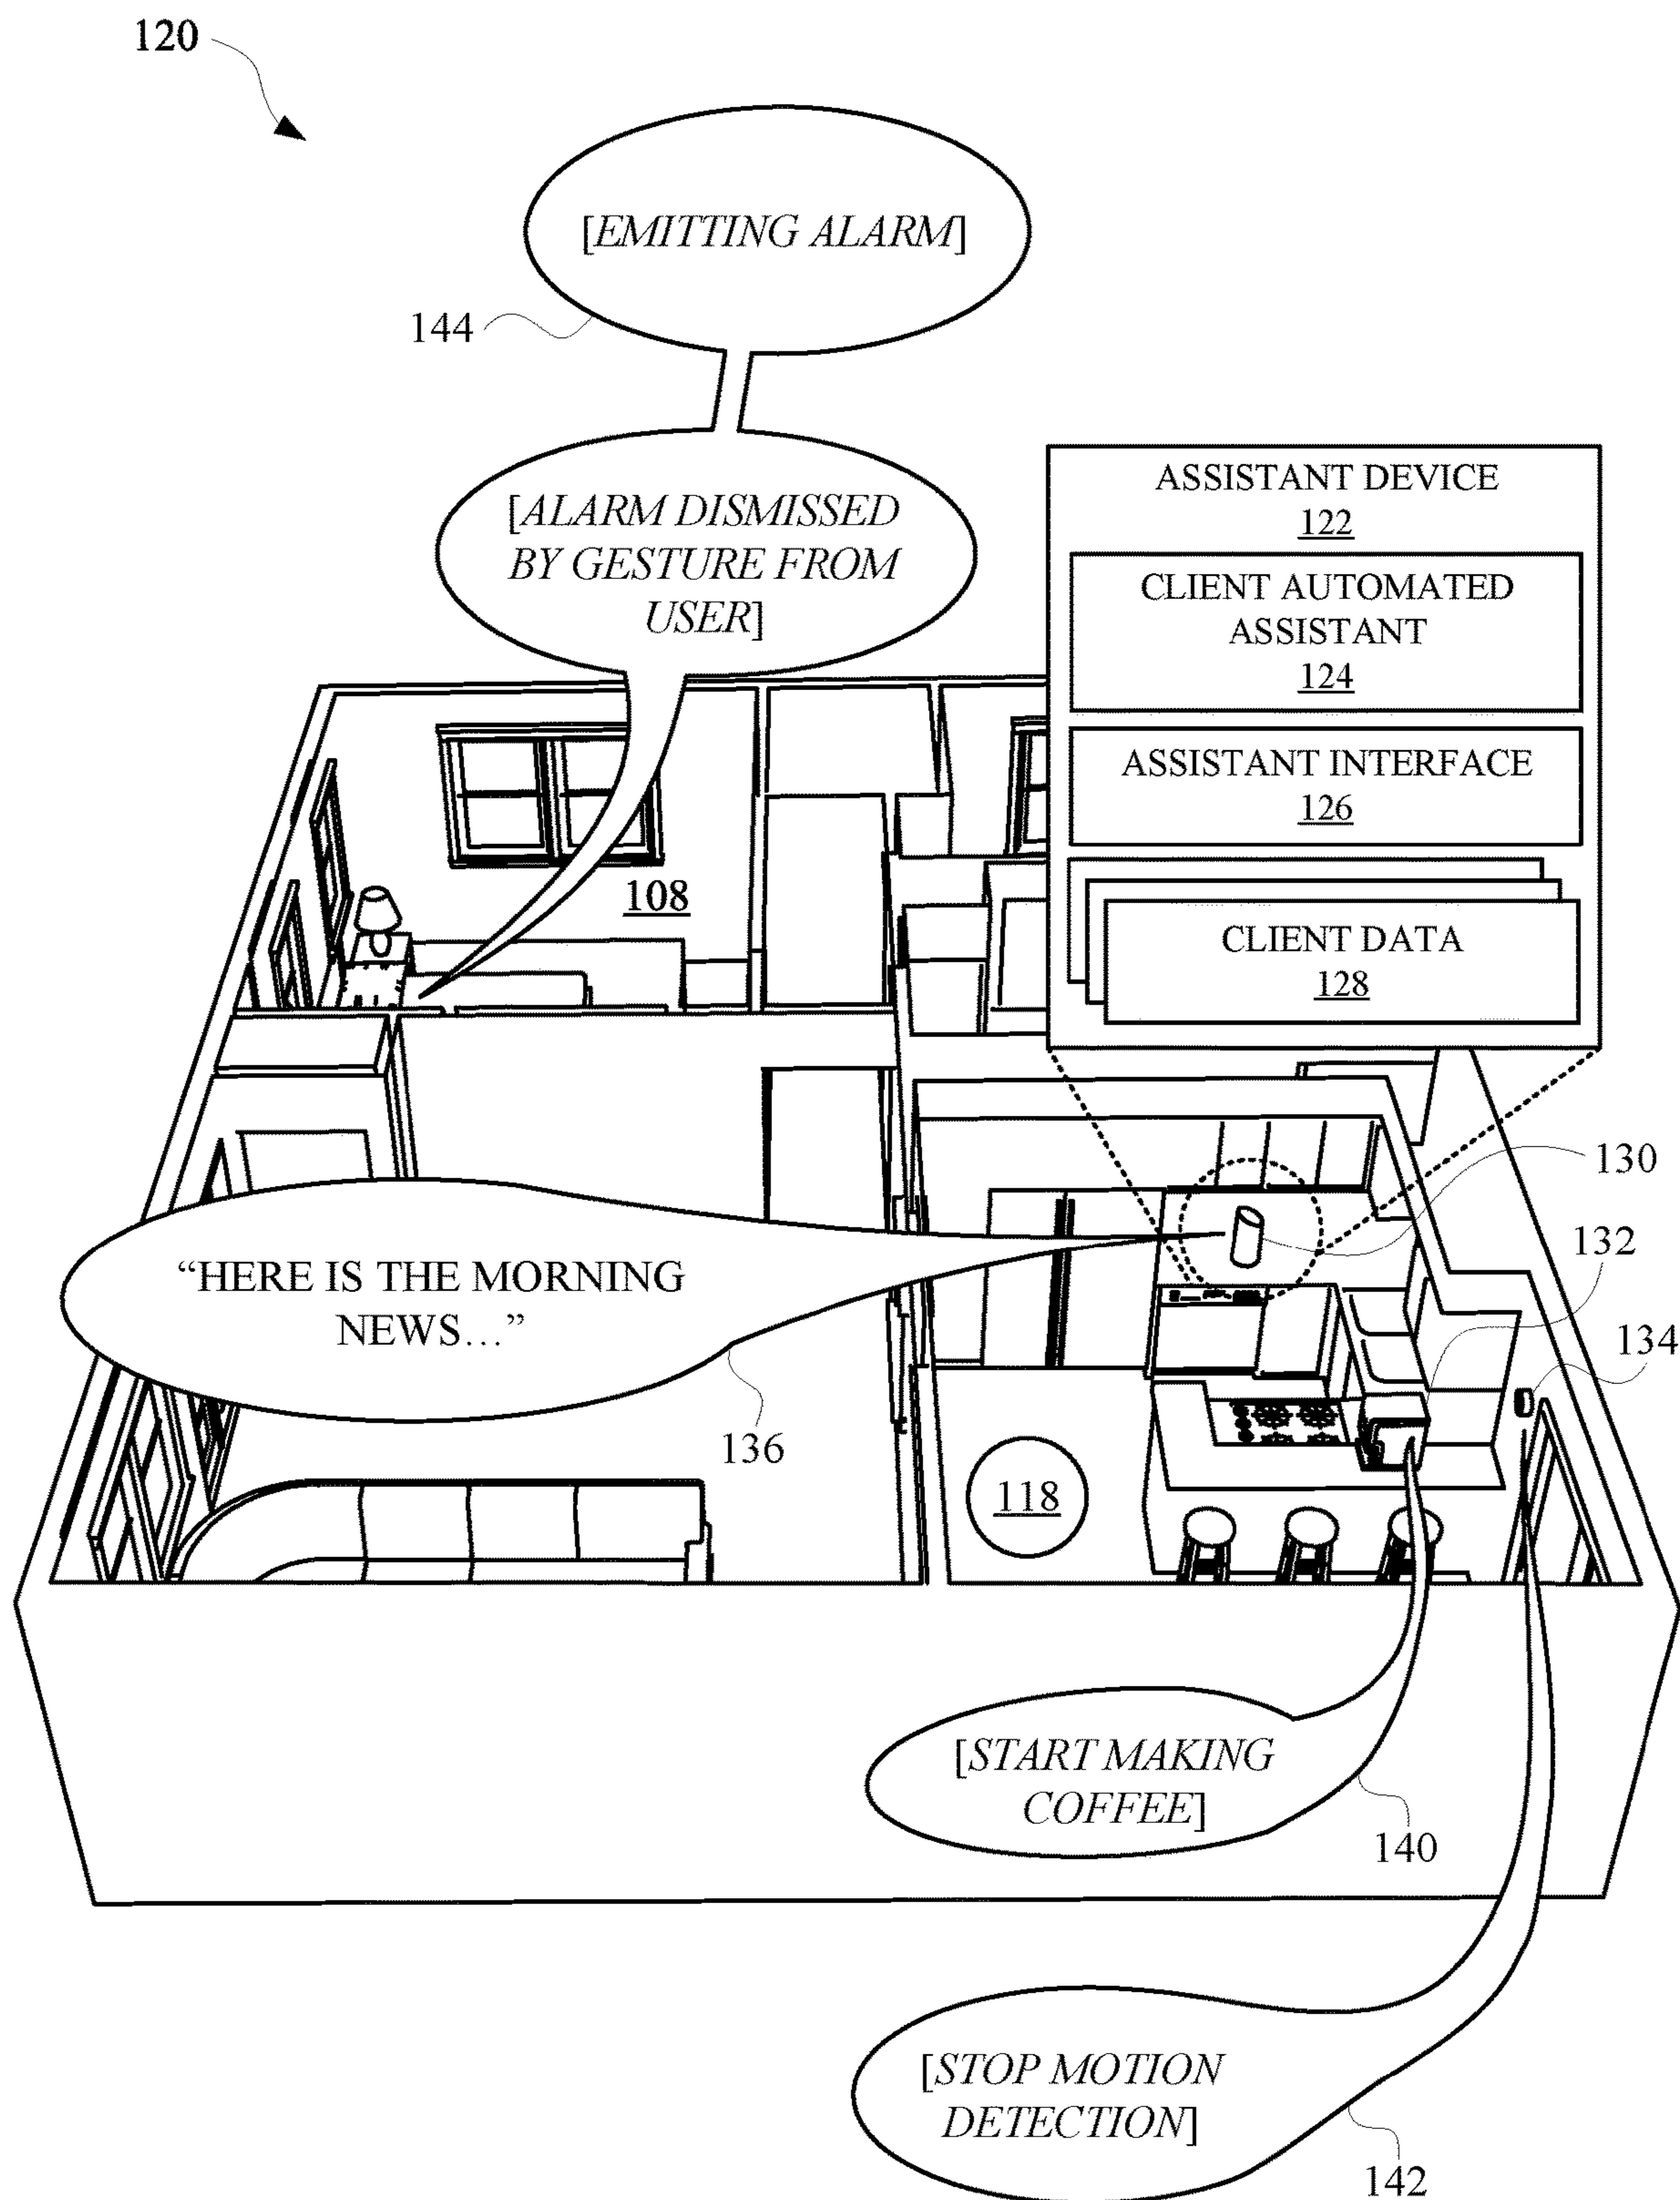 120
[EMITTING ALARM]
144
[ALARM DISMISSED
BY GESTURE FROM
USER]
ASSISTANT DEVICE
122
CLIENT AUTOMATED
ASSISTANT
124
ASSISTANT INTERFACE
126
CLIENT DATA
128
108
130
132
134
“HERE IS THE MORNING
NEWS…”
136
118
[START MAKING
COFFEE]
140
[STOP MOTION
DETECTION]
142